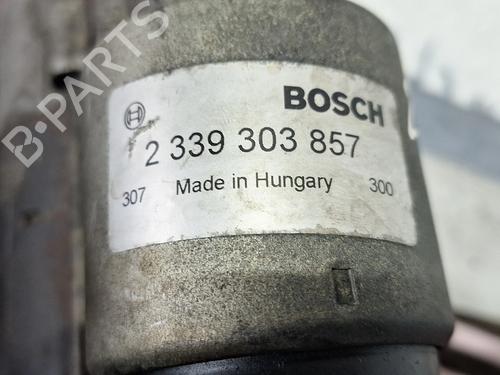 BOSCH
2 339 303 857
307 Made in Hungary 300
B-PARTS